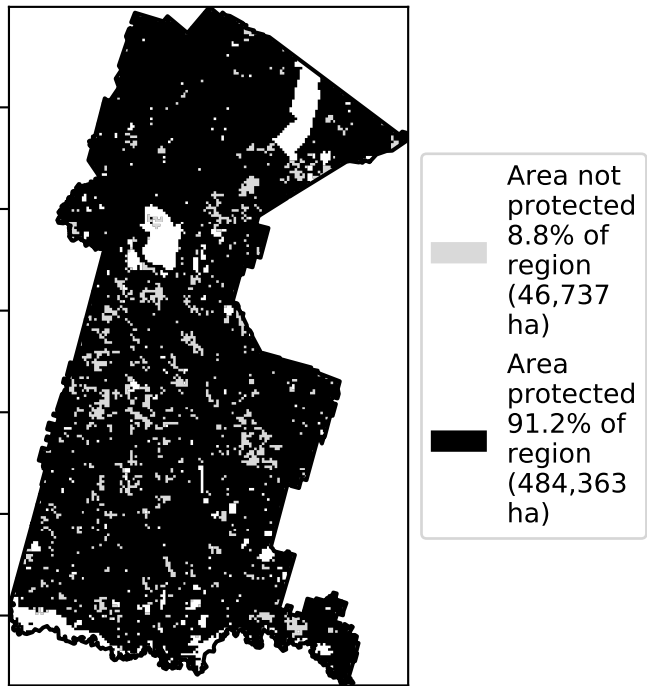 Area not
protected
8.8% of
region
(46,737
ha)
Area
protected
91.2% of
region
(484,363
ha)